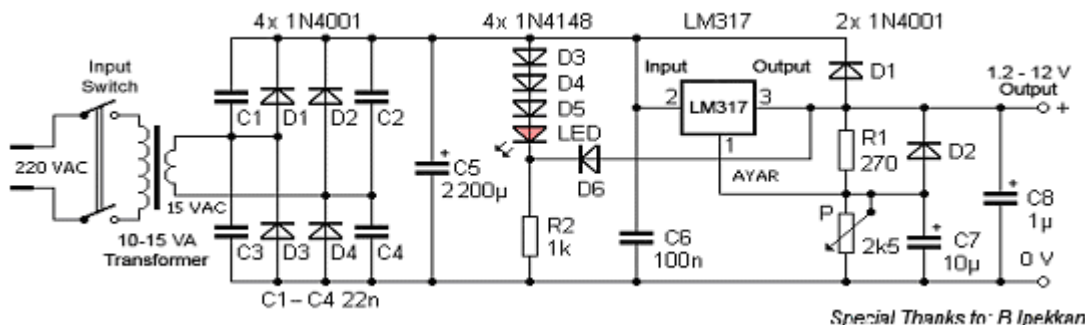 4x 1N4001
4x 1N4148
LM317
2x 1N4001
Input
Switch
220 VAC
15 VAC
10-15 VA
Transformer
C1
D1
D2
C2
C3
D3
D4
C4
C1 – C4 22n
+
C5
2200µ
D3
D4
D5
LED
D6
R2
1k
C6
100n
Input
Output
2
LM317
3
1
AYAR
D1
R1
270
D2
P
2k5
+
C7
10µ
1.2 - 12 V
Output
+
+
C8
1µ
0 V
Special Thanks to: B.Ipekkan